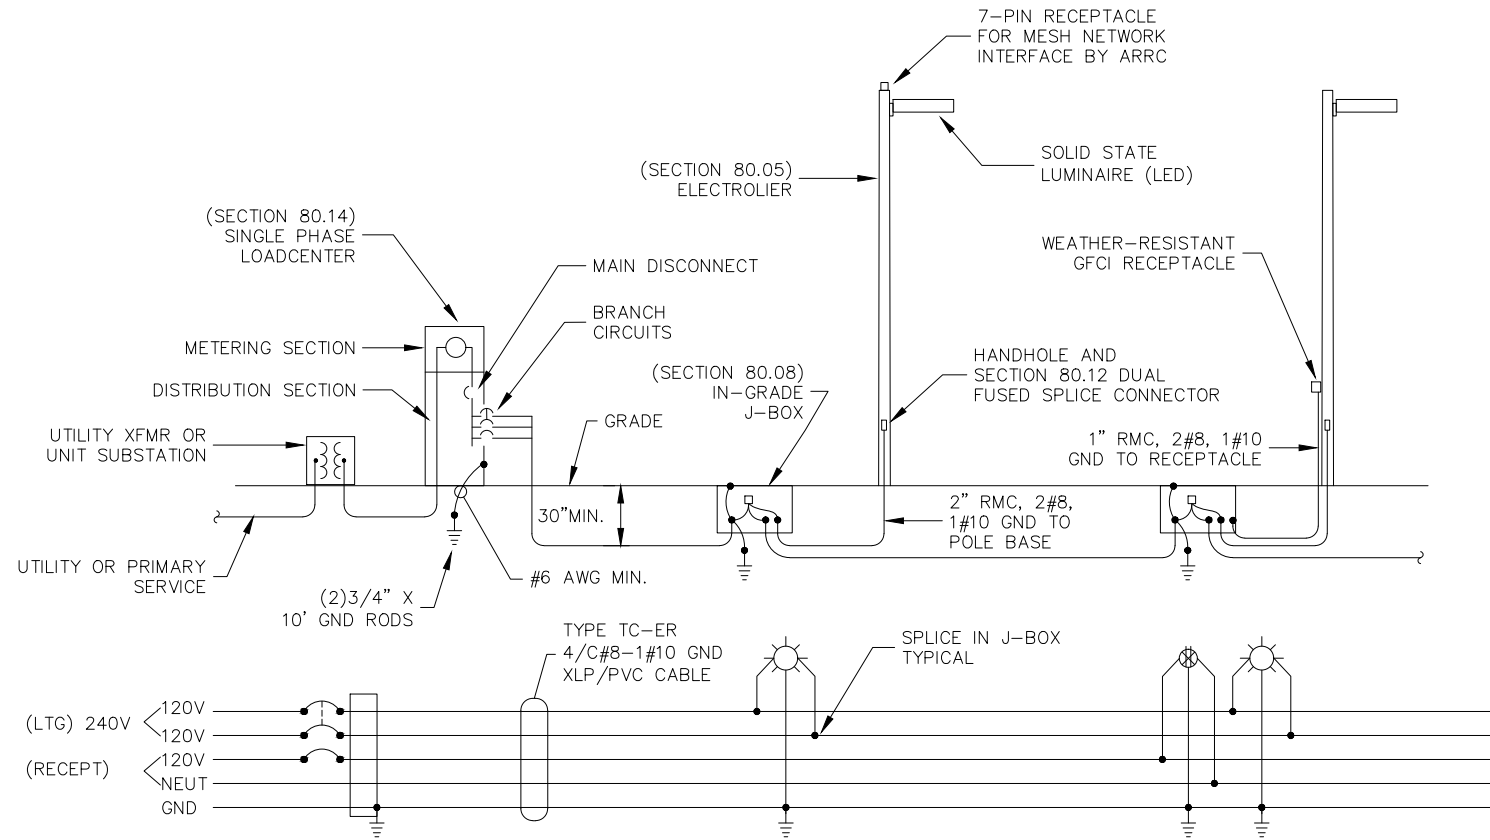 7-PIN RECEPTACLE
FOR MESH NETWORK
INTERFACE BY ARRC
SOLID STATE
LUMINAIRE (LED)
(SECTION 80.05)
ELECTROLIER
(SECTION 80.14)
SINGLE PHASE
LOADCENTER
WEATHER-RESISTANT
GFCI RECEPTACLE
MAIN DISCONNECT
BRANCH
CIRCUITS
METERING SECTION
DISTRIBUTION SECTION
(SECTION 80.08)
IN-GRADE
J-BOX
HANDHOLE AND
SECTION 80.12 DUAL
FUSED SPLICE CONNECTOR
GRADE
UTILITY XFMR OR
UNIT SUBSTATION
1" RMC, 2#8, 1#10
GND TO RECEPTACLE
30"MIN.
2" RMC, 2#8,
1#10 GND TO
POLE BASE
UTILITY OR PRIMARY
SERVICE
#6 AWG MIN.
(2)3/4" X
10' GND RODS
TYPE TC-ER
4/C#8-1#10 GND
XLP/PVC CABLE
SPLICE IN J-BOX
TYPICAL
(LTG) 240V
120V
120V
(RECEPT)
120V
NEUT
GND